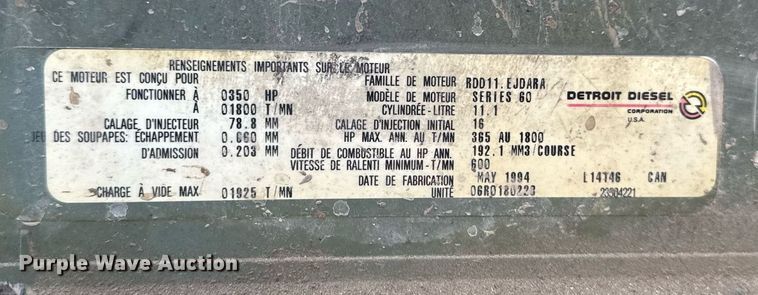 RENSEIGNEMENTS IMPORTANTS SUR LE MOTEUR
CE MOTEUR EST CONÇU POUR FAMILLE DE MOTEUR RDD11.EJDARA
FONCTIONNER À 0350 HP MODÈLE DE MOTEUR SERIES 60
À 01800 T/MN CYLINDRÉE-LITRE 11.1
CALAGE D'INJECTEUR 78.8 MM CALAGE D'INJECTION INITIAL 16
JEU DES SOUPAPES: ÉCHAPPEMENT 0.660 MM HP MAX ANN. AU T/MN 365 AU 1800
D'ADMISSION 0.203 MM DÉBIT DE COMBUSTIBLE AU HP ANN. 192.1 MM3/COURSE
VITESSE DE RALENTI MINIMUM-T/MN 600
DATE DE FABRICATION MAY 1994 L14146 CAN
CHARGE À VIDE MAX 01925 T/MN UNITÉ 06R0180223 23504221
DETROIT DIESEL
CORPORATION
U.S.A.
Purple Wave Auction